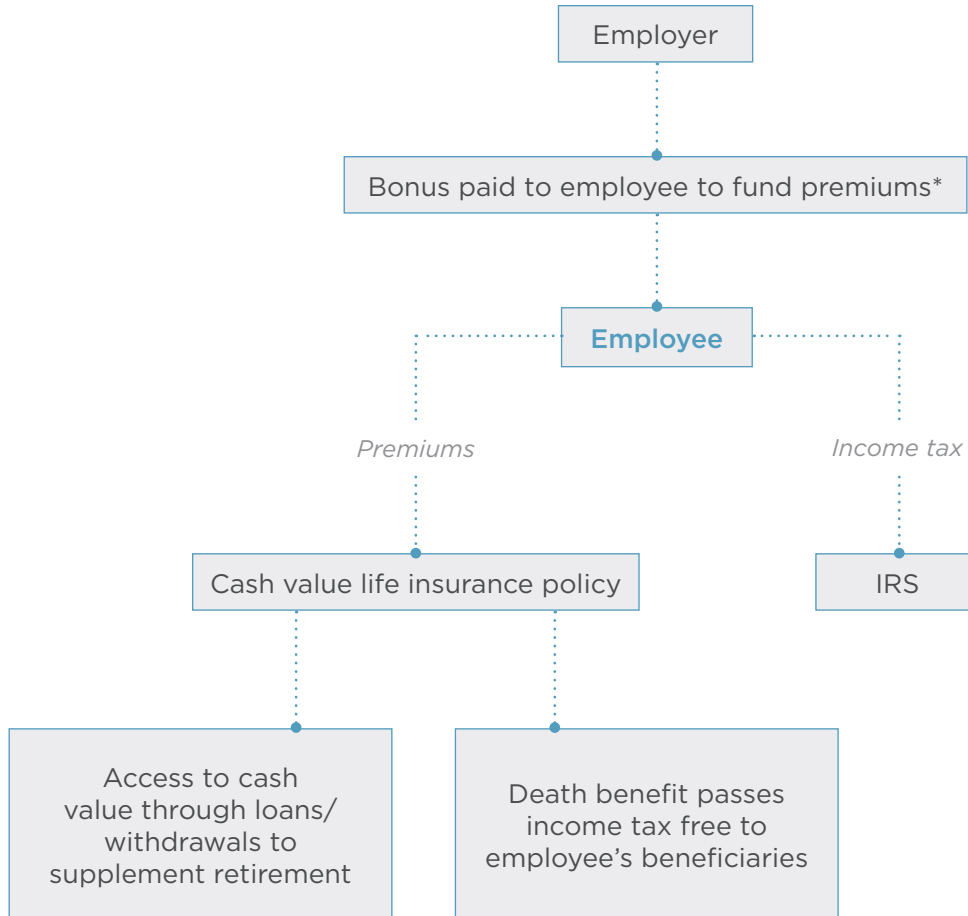 Employer
Bonus paid to employee to fund premiums*
Employee
Premiums
Income tax
Cash value life insurance policy
IRS
Access to cash
value through loans/
withdrawals to
supplement retirement
Death benefit passes
income tax free to
employee’s beneficiaries